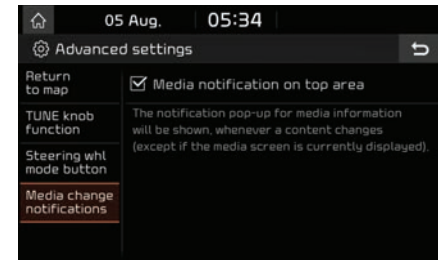 05 Aug. 05:34
Advanced settings
Return
to map
Media notification on top area
TUNE knob
function
The notification pop-up for media information
will be shown, whenever a content changes
(except if the media screen is currently displayed).
Steering whl
mode button
Media change
notifications